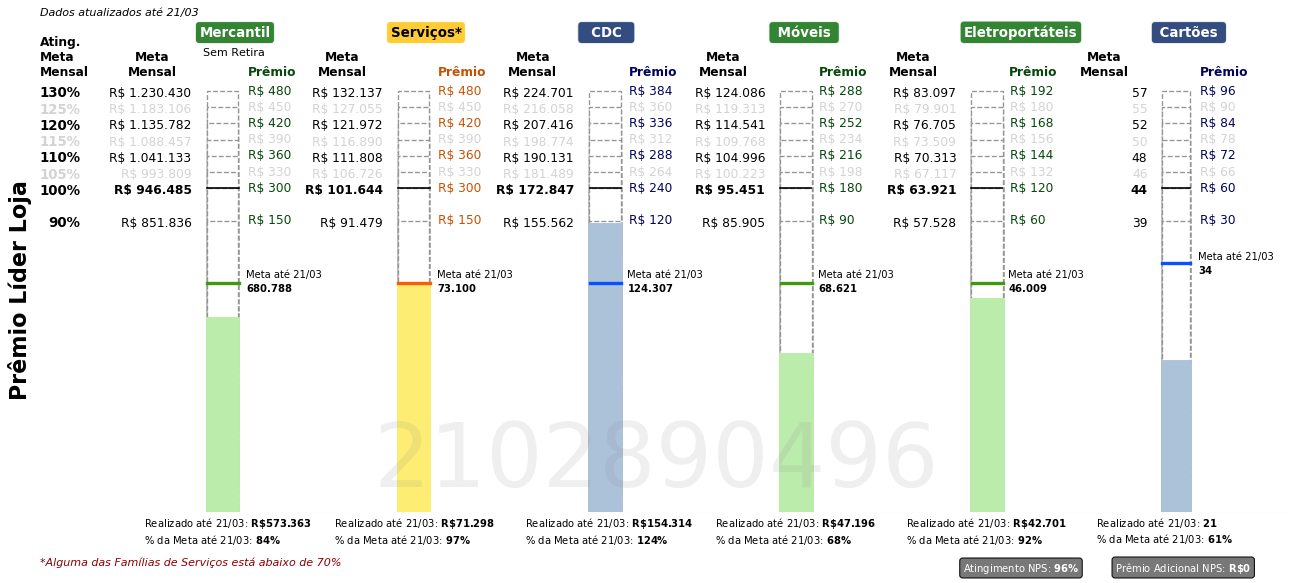 Dados atualizados até 21/03
Mercantil Serviços* CDC Móveis Eletroportáteis Cartões
Sem Retira
Ating. Meta Mensal
Meta Mensal Prêmio Meta Mensal Prêmio Meta Mensal Prêmio Meta Mensal Prêmio Meta Mensal Prêmio Meta Mensal Prêmio
130% R$ 1.230.430 R$ 480 R$ 132.137 R$ 480 R$ 224.701 R$ 384 R$ 124.086 R$ 288 R$ 83.097 R$ 192 57 R$ 96
125% R$ 1.183.106 R$ 450 R$ 127.055 R$ 450 R$ 216.058 R$ 360 R$ 119.313 R$ 270 R$ 79.901 R$ 180 55 R$ 90
120% R$ 1.135.782 R$ 420 R$ 121.972 R$ 420 R$ 207.416 R$ 336 R$ 114.541 R$ 252 R$ 76.705 R$ 168 52 R$ 84
115% R$ 1.088.457 R$ 390 R$ 116.890 R$ 390 R$ 198.774 R$ 312 R$ 109.768 R$ 234 R$ 73.509 R$ 156 50 R$ 78
110% R$ 1.041.133 R$ 360 R$ 111.808 R$ 360 R$ 190.131 R$ 288 R$ 104.996 R$ 216 R$ 70.313 R$ 144 48 R$ 72
105% R$ 993.809 R$ 330 R$ 106.726 R$ 330 R$ 181.489 R$ 264 R$ 100.223 R$ 198 R$ 67.117 R$ 132 46 R$ 66
100% R$ 946.485 R$ 300 R$ 101.644 R$ 300 R$ 172.847 R$ 240 R$ 95.451 R$ 180 R$ 63.921 R$ 120 44 R$ 60
90% R$ 851.836 R$ 150 R$ 91.479 R$ 150 R$ 155.562 R$ 120 R$ 85.905 R$ 90 R$ 57.528 R$ 60 39 R$ 30
Prêmio Líder Loja
Meta até 21/03 Meta até 21/03 Meta até 21/03 Meta até 21/03 Meta até 21/03 Meta até 21/03
680.788 73.100 124.307 68.621 46.009 34
2102890496
Realizado até 21/03: R$573.363 Realizado até 21/03: R$71.298 Realizado até 21/03: R$154.314 Realizado até 21/03: R$47.196 Realizado até 21/03: R$42.701 Realizado até 21/03: 21
% da Meta até 21/03: 84% % da Meta até 21/03: 97% % da Meta até 21/03: 124% % da Meta até 21/03: 68% % da Meta até 21/03: 92% % da Meta até 21/03: 61%
*Alguma das Famílias de Serviços está abaixo de 70%
Atingimento NPS: 96% Prêmio Adicional NPS: R$0